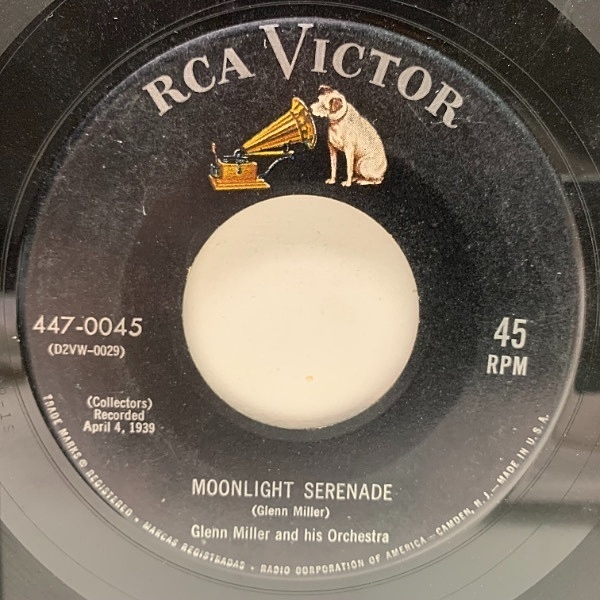 RCA VICTOR
447-0045
(D2VW-0029)
45
RPM
(Collectors)
Recorded
April 4, 1939
MOONLIGHT SERENADE
(Glenn Miller)
Glenn Miller and his Orchestra
TRADE MARKS ® REGISTERED • MARCAS REGISTRADAS • RADIO CORPORATION OF AMERICA — CAMDEN, N. J. — MADE IN U.S.A.